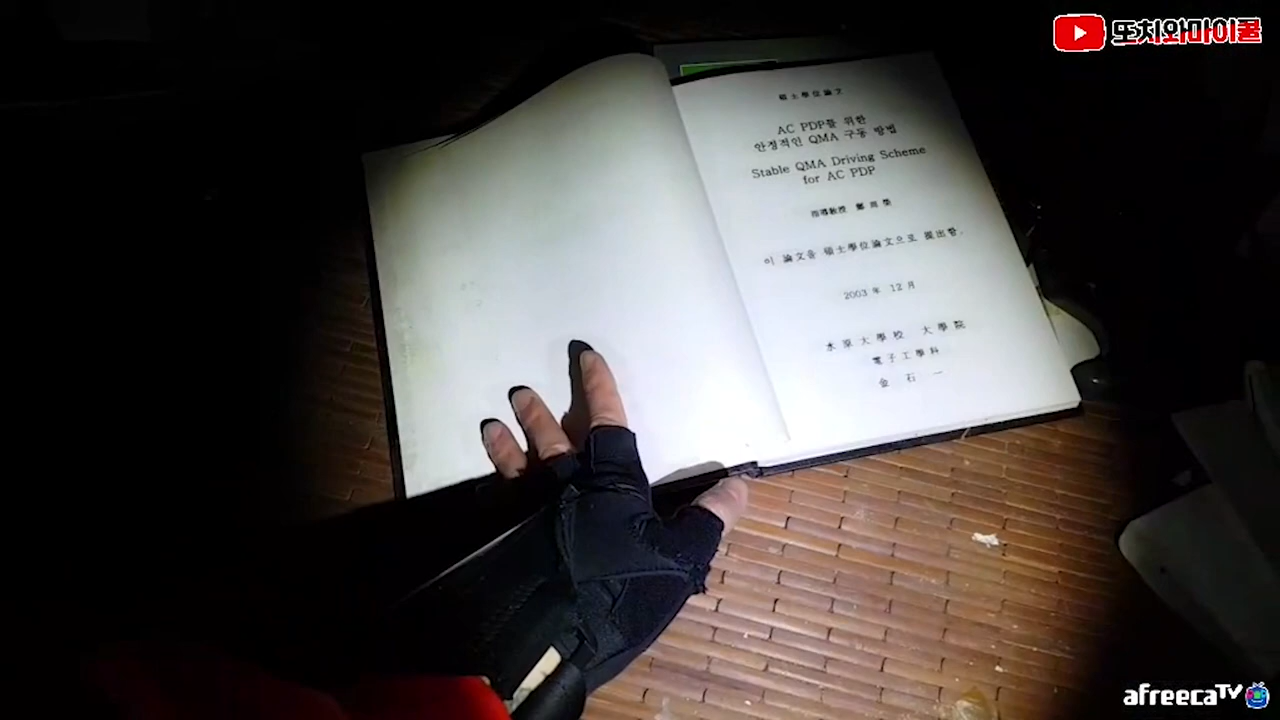 또치와마이쿨
碩士學位論文
AC PDP를 위한
안정적인 QMA 구동 방법
Stable QMA Driving Scheme
for AC PDP
指導敎授 鄭
이 論文을 碩士學位論文으로 提出함.
2003 年 12 月
水原大學校 大學院
電子工學科
金 石 一
afreecaTV